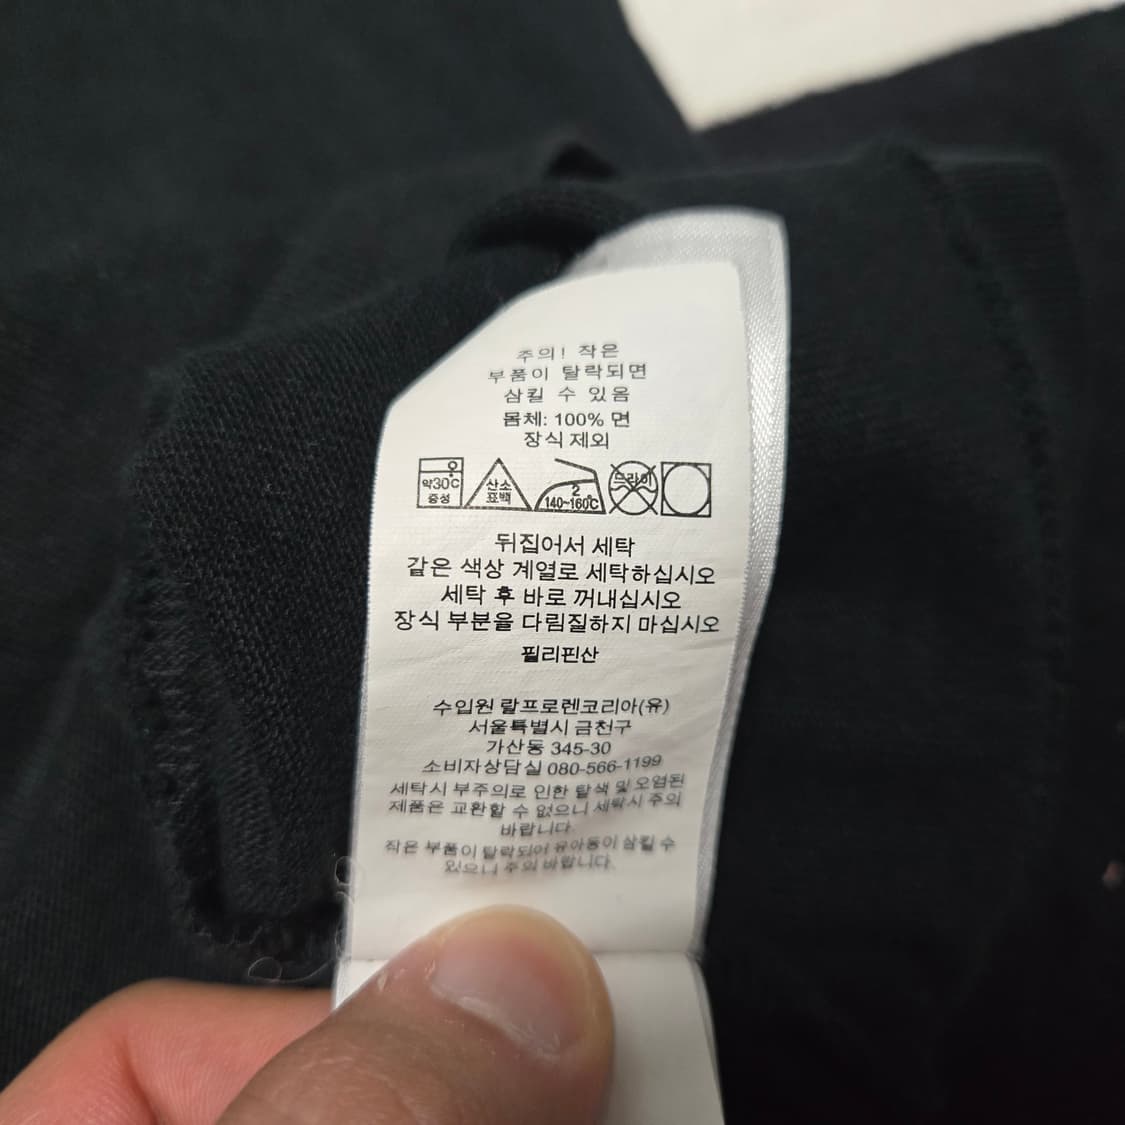 주의! 작은
부품이 탈락되면
삼킬 수 있음
몸체: 100% 면
장식 제외
약30℃ 중성 산소 표백 2 140~160℃ 드라이
뒤집어서 세탁
같은 색상 계열로 세탁하십시오
세탁 후 바로 꺼내십시오
장식 부분을 다림질하지 마십시오
필리핀산
수입원 랄프로렌코리아(유)
서울특별시 금천구
가산동 345-30
소비자상담실 080-566-1199
세탁시 부주의로 인한 탈색 및 오염된
제품은 교환할 수 없으니 세탁시 주의
바랍니다.
작은 부품이 탈락되어 유아동이 삼킬 수
있으니 주의 바랍니다.